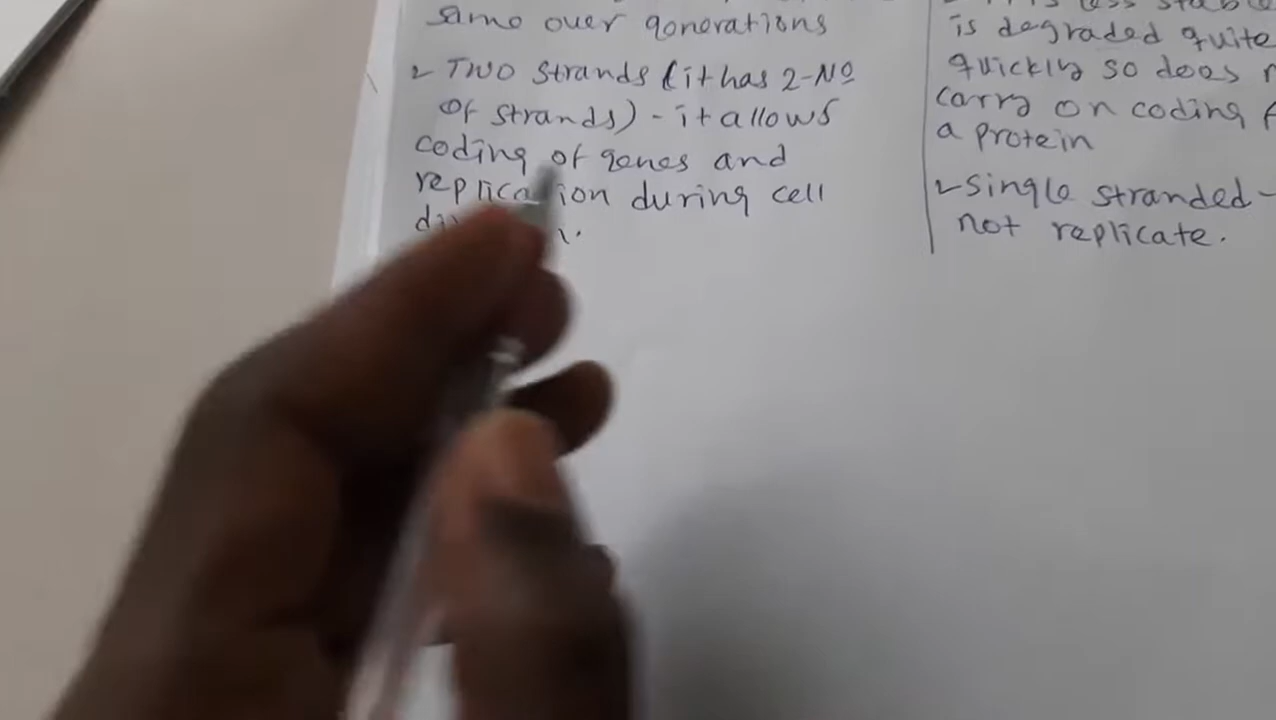 same over generations
2 Two strands (it has 2-No
of strands) - it allows
coding of genes and
replication during cell
is degraded quite
quickly so does
carry on coding
a protein
2 single stranded -
not replicate.